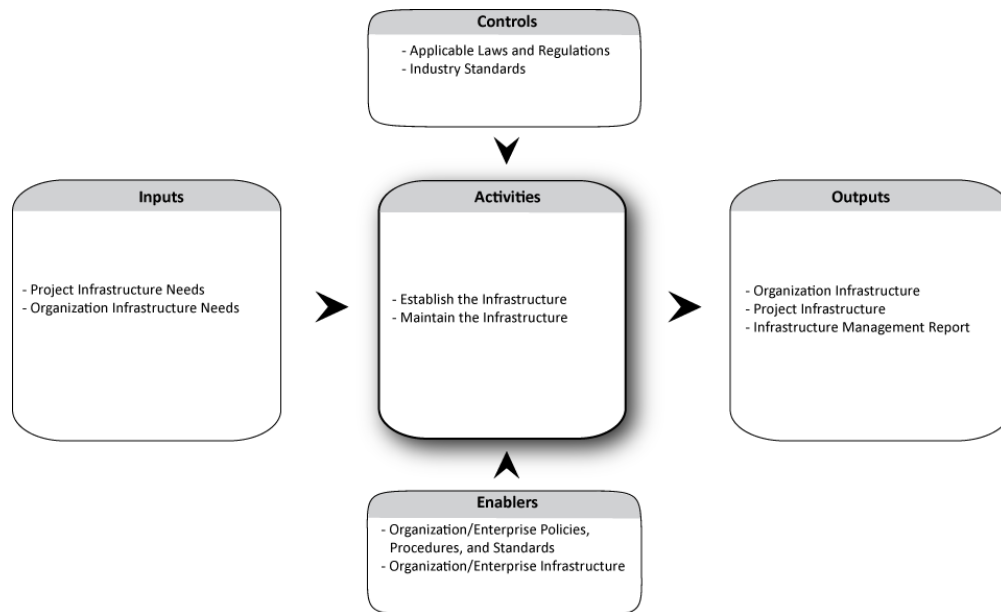 Controls
- Applicable Laws and Regulations
- Industry Standards
Inputs
- Project Infrastructure Needs
- Organization Infrastructure Needs
Activities
- Establish the Infrastructure
- Maintain the Infrastructure
Outputs
- Organization Infrastructure
- Project Infrastructure
- Infrastructure Management Report
Enablers
- Organization/Enterprise Policies,
Procedures, and Standards
- Organization/Enterprise Infrastructure